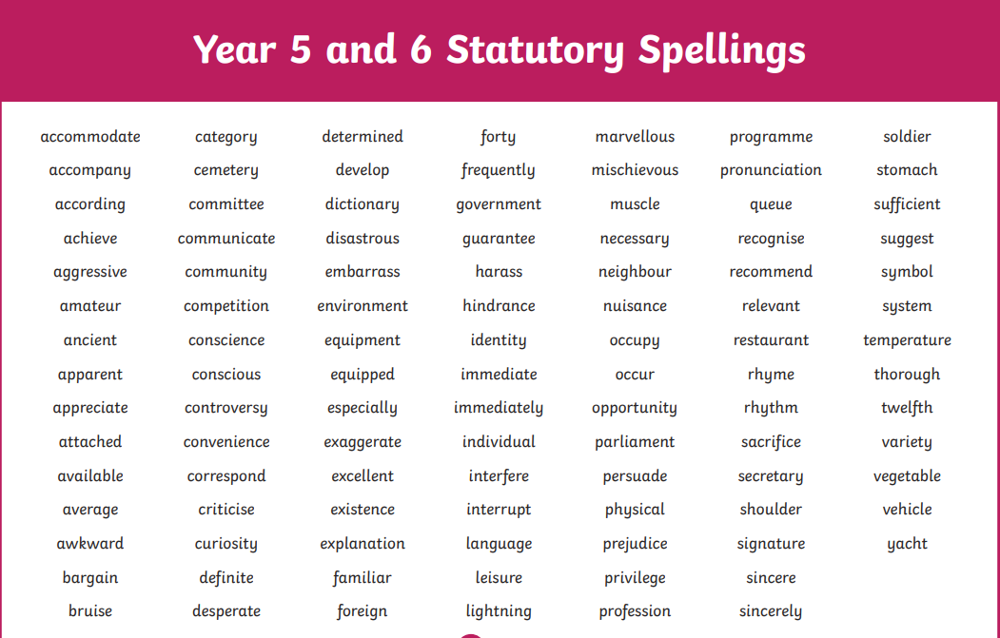 Year 5 and 6 Statutory Spellings
accommodate category determined forty marvellous programme soldier
accompany cemetery develop frequently mischievous pronunciation stomach
according committee dictionary government muscle queue sufficient
achieve communicate disastrous guarantee necessary recognise suggest
aggressive community embarrass harass neighbour recommend symbol
amateur competition environment hindrance nuisance relevant system
ancient conscience equipment identity occupy restaurant temperature
apparent conscious equipped immediate occur rhyme thorough
appreciate controversy especially immediately opportunity rhythm twelfth
attached convenience exaggerate individual parliament sacrifice variety
available correspond excellent interfere persuade secretary vegetable
average criticise existence interrupt physical shoulder vehicle
awkward curiosity explanation language prejudice signature yacht
bargain definite familiar leisure privilege sincere
bruise desperate foreign lightning profession sincerely